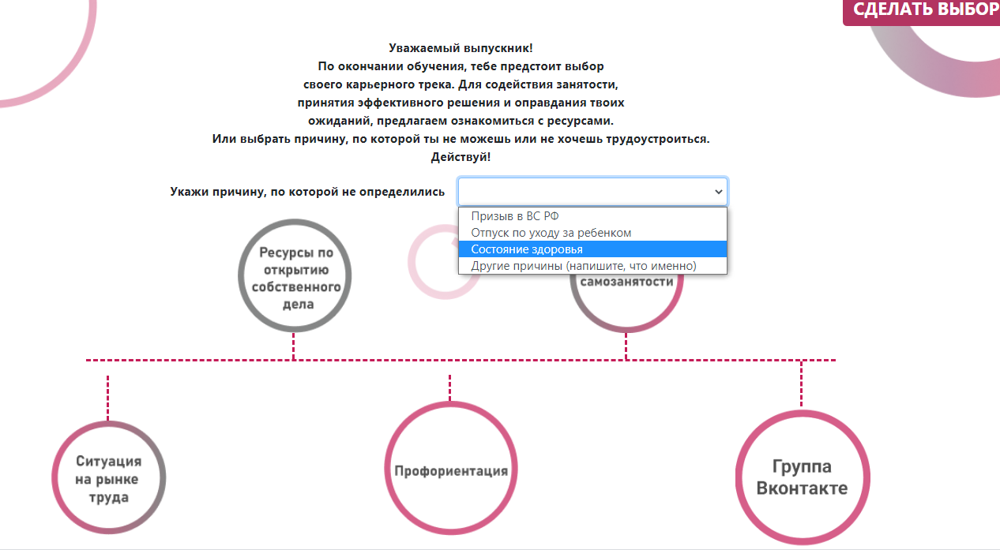 СДЕЛАТЬ ВЫБОР
Уважаемый выпускник!
По окончании обучения, тебе предстоит выбор
своего карьерного трека. Для содействия занятости,
принятия эффективного решения и оправдания твоих
ожиданий, предлагаем ознакомиться с ресурсами.
Или выбрать причину, по которой ты не можешь или не хочешь трудоустроиться.
Действуй!
Укажи причину, по которой не определились
Призыв в ВС РФ
Отпуск по уходу за ребенком
Состояние здоровья
Другие причины (напишите, что именно)
Ресурсы по
открытию
собственного
дела
самозанятости
Ситуация
на рынке
труда
Профориентация
Группа
Вконтакте